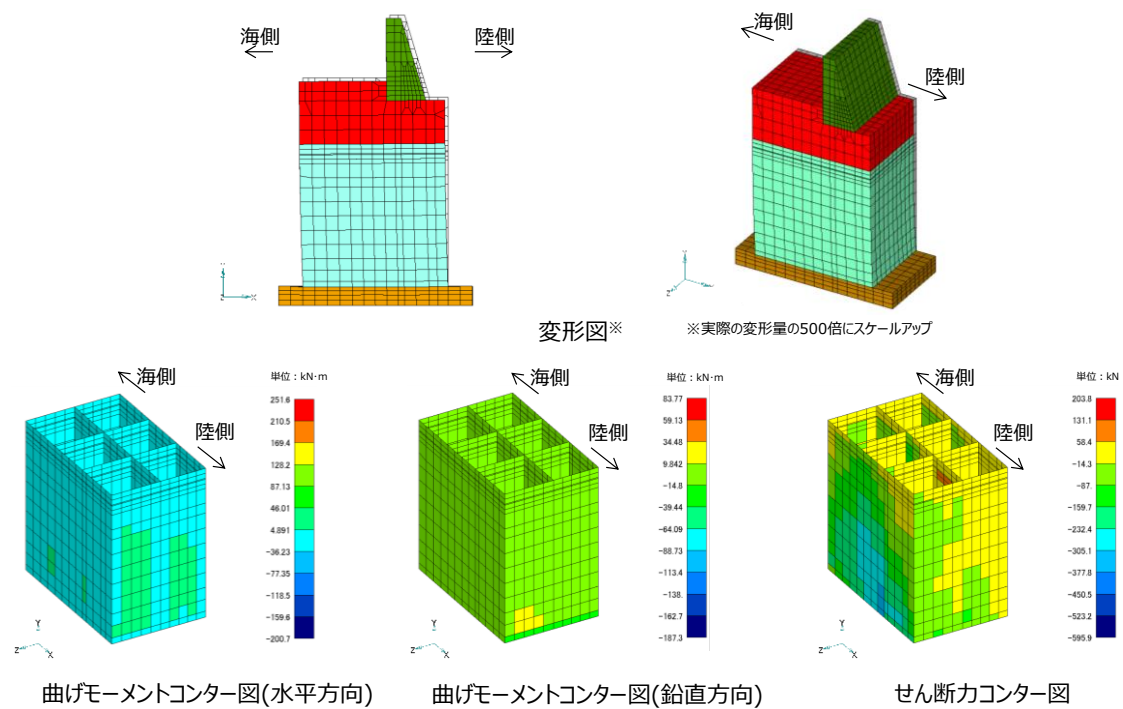 海側
陸側
海側
陸側
Z
X
Z
変形図※
※実際の変形量の500倍にスケールアップ
海側
陸側
単位：kN･m
251.6
210.5
169.4
128.2
87.13
46.01
4.891
-36.23
-77.35
-118.5
-159.6
-200.7
Y
Z
X
海側
陸側
単位：kN･m
83.77
59.13
34.48
9.842
-14.8
-39.44
-64.09
-88.73
-113.4
-138.
-162.7
-187.3
Y
Z
X
海側
陸側
単位：kN
203.8
131.1
58.4
-14.3
-87.
-159.7
-232.4
-305.1
-377.8
-450.5
-523.2
-595.9
Y
Z
X
曲げモーメントコンター図(水平方向)
曲げモーメントコンター図(鉛直方向)
せん断力コンター図